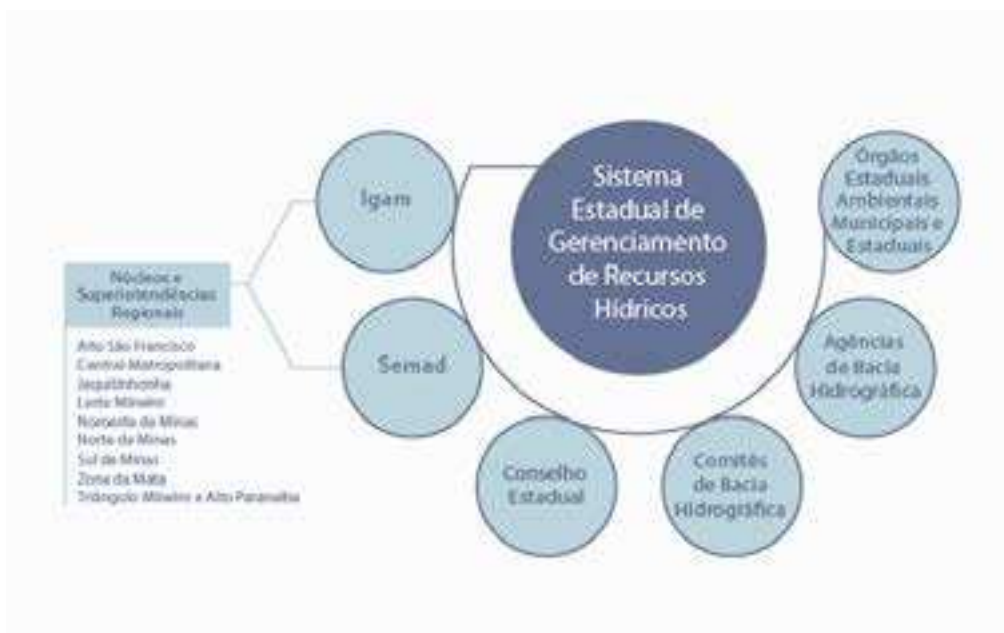 Sistema
Estadual de
Gerenciamento
de Recursos
Hídricos
Igam
Semad
Conselho
Estadual
Comitês
de Bacia
Hidrográfica
Agências
de Bacia
Hidrográfica
Órgãos
Estaduais
Ambientais
Municipais e
Estaduais
Núcleos e
Superintendências
Regionais
Alto São Francisco
Central Metropolitana
Jequitinhonha
Leste Mineiro
Noroeste de Minas
Norte de Minas
Sul de Minas
Zona da Mata
Triângulo Mineiro e Alto Paranaíba